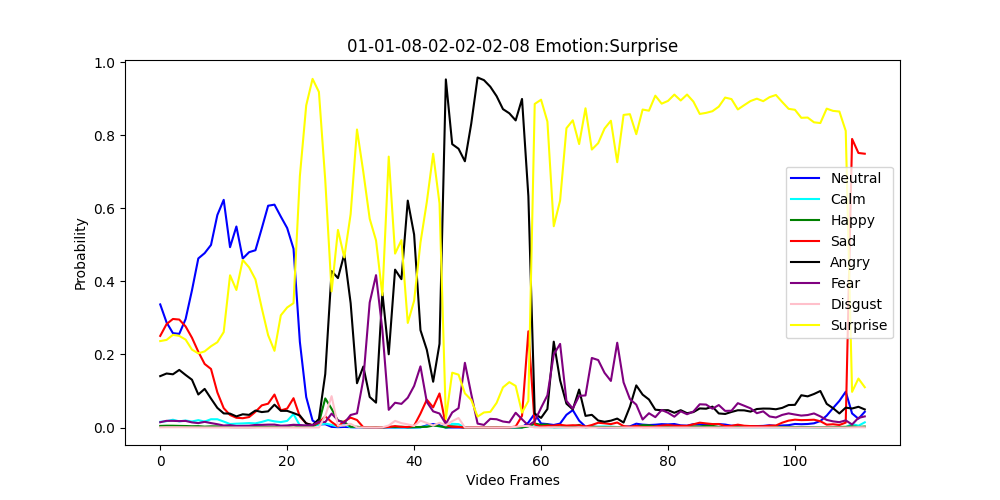 01-01-08-02-02-02-08 Emotion:Surprise
1.0
0.8
0.6
0.4
0.2
0.0
Probability
0 20 40 60 80 100
Video Frames
Neutral
Calm
Happy
Sad
Angry
Fear
Disgust
Surprise